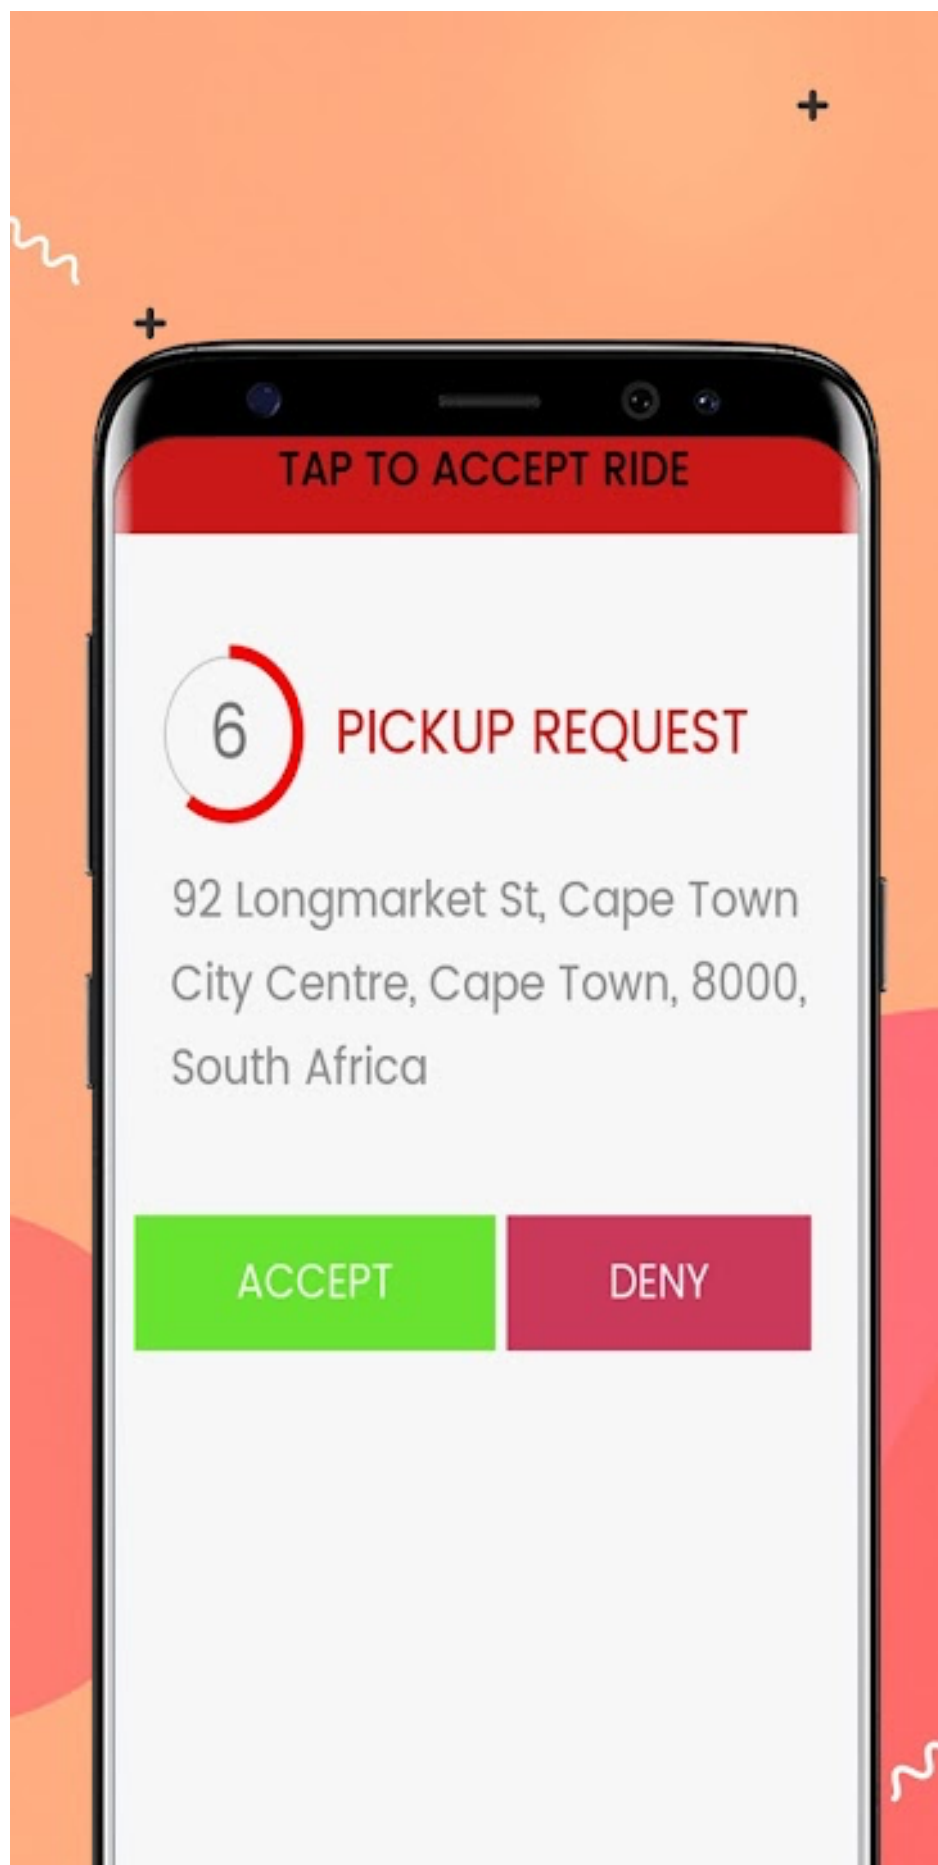 TAP TO ACCEPT RIDE
6
PICKUP REQUEST
92 Longmarket St, Cape Town
City Centre, Cape Town, 8000,
South Africa
ACCEPT
DENY